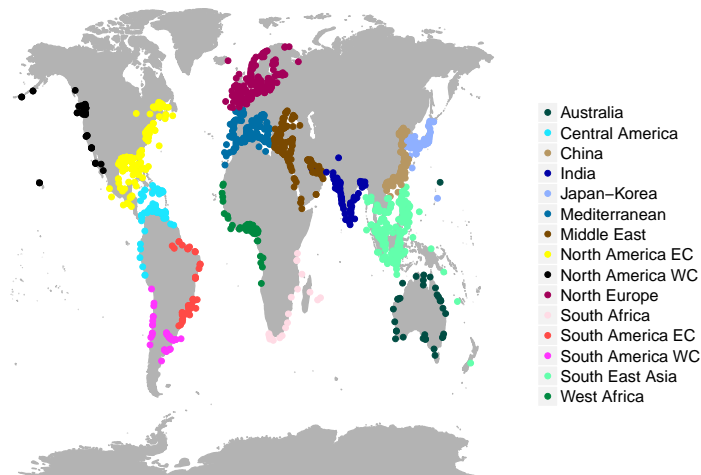 Australia
Central America
China
India
Japan−Korea
Mediterranean
Middle East
North America EC
North America WC
North Europe
South Africa
South America EC
South America WC
South East Asia
West Africa